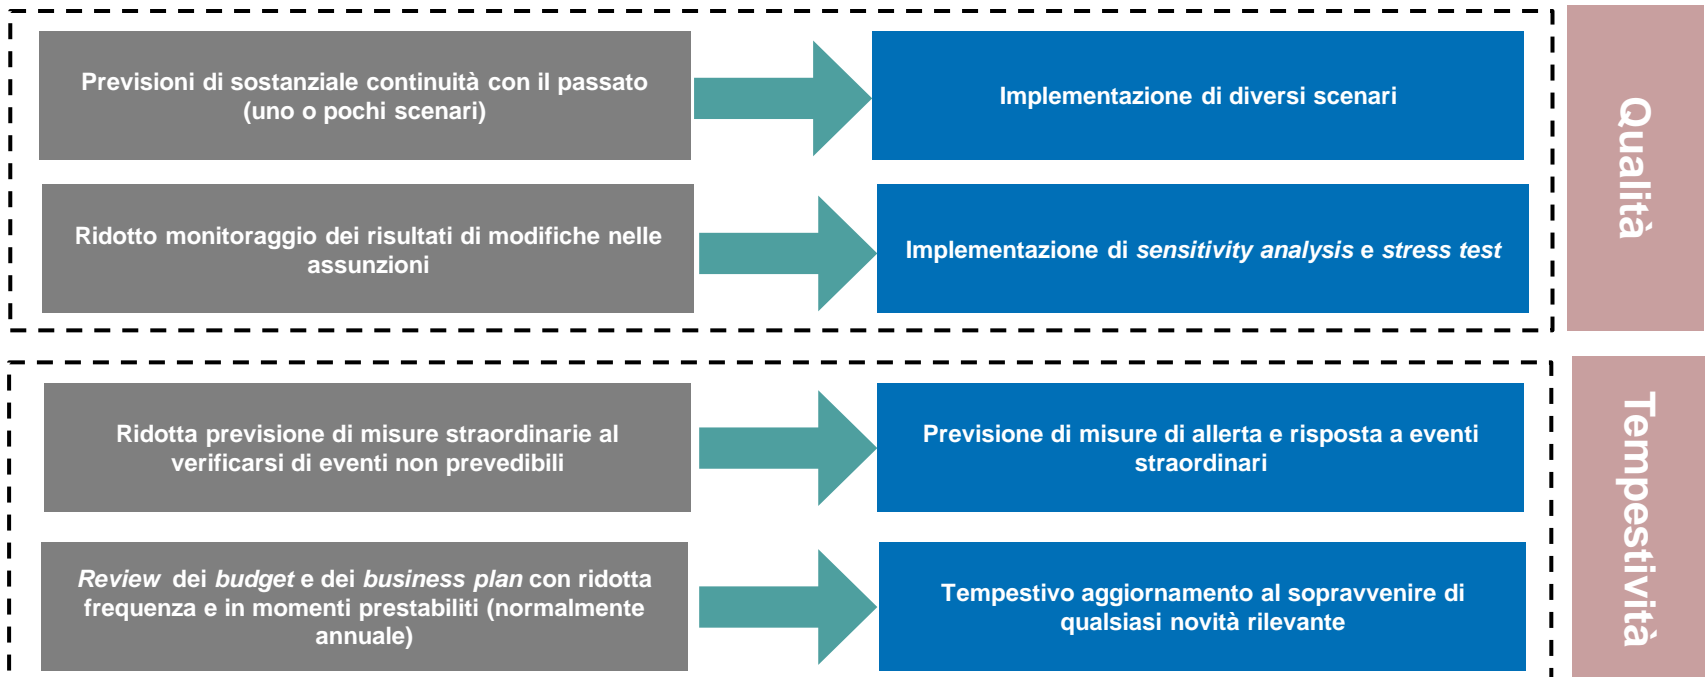 Previsioni di sostanziale continuità con il passato
(uno o pochi scenari)
Implementazione di diversi scenari
Ridotto monitoraggio dei risultati di modifiche nelle
assunzioni
Implementazione di sensitivity analysis e stress test
Qualità
Ridotta previsione di misure straordinarie al
verificarsi di eventi non prevedibili
Previsione di misure di allerta e risposta a eventi
straordinari
Review dei budget e dei business plan con ridotta
frequenza e in momenti prestabiliti (normalmente
annuale)
Tempestivo aggiornamento al sopravvenire di
qualsiasi novità rilevante
Tempestività